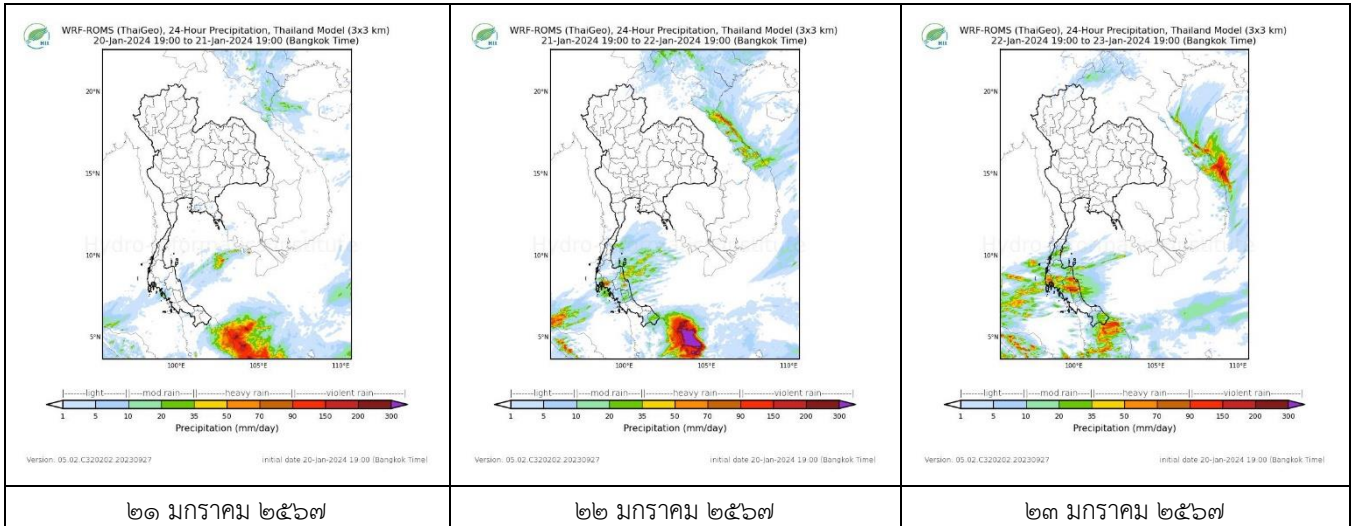 WRF-ROMS (ThaiGeo), 24-Hour Precipitation, Thailand Model (3x3 km)
20-Jan-2024 19:00 to 21-Jan-2024 19:00 (Bangkok Time)
20°N
15°N
10°N
5°N
100°E 105°E 110°E
light mod rain heavy rain violent rain
1 5 10 20 35 50 70 90 150 200 300
Precipitation (mm/day)
Version: 05.02.C320202.20230927 initial date 20-Jan-2024 19:00 (Bangkok Time)
๒๑ มกราคม ๒๕๖๗
WRF-ROMS (ThaiGeo), 24-Hour Precipitation, Thailand Model (3x3 km)
21-Jan-2024 19:00 to 22-Jan-2024 19:00 (Bangkok Time)
20°N
15°N
10°N
5°N
100°E 105°E 110°E
light mod rain heavy rain violent rain
1 5 10 20 35 50 70 90 150 200 300
Precipitation (mm/day)
Version: 05.02.C320202.20230927 initial date 20-Jan-2024 19:00 (Bangkok Time)
๒๒ มกราคม ๒๕๖๗
WRF-ROMS (ThaiGeo), 24-Hour Precipitation, Thailand Model (3x3 km)
22-Jan-2024 19:00 to 23-Jan-2024 19:00 (Bangkok Time)
20°N
15°N
10°N
5°N
100°E 105°E 110°E
light mod rain heavy rain violent rain
1 5 10 20 35 50 70 90 150 200 300
Precipitation (mm/day)
Version: 05.02.C320202.20230927 initial date 20-Jan-2024 19:00 (Bangkok Time)
๒๓ มกราคม ๒๕๖๗